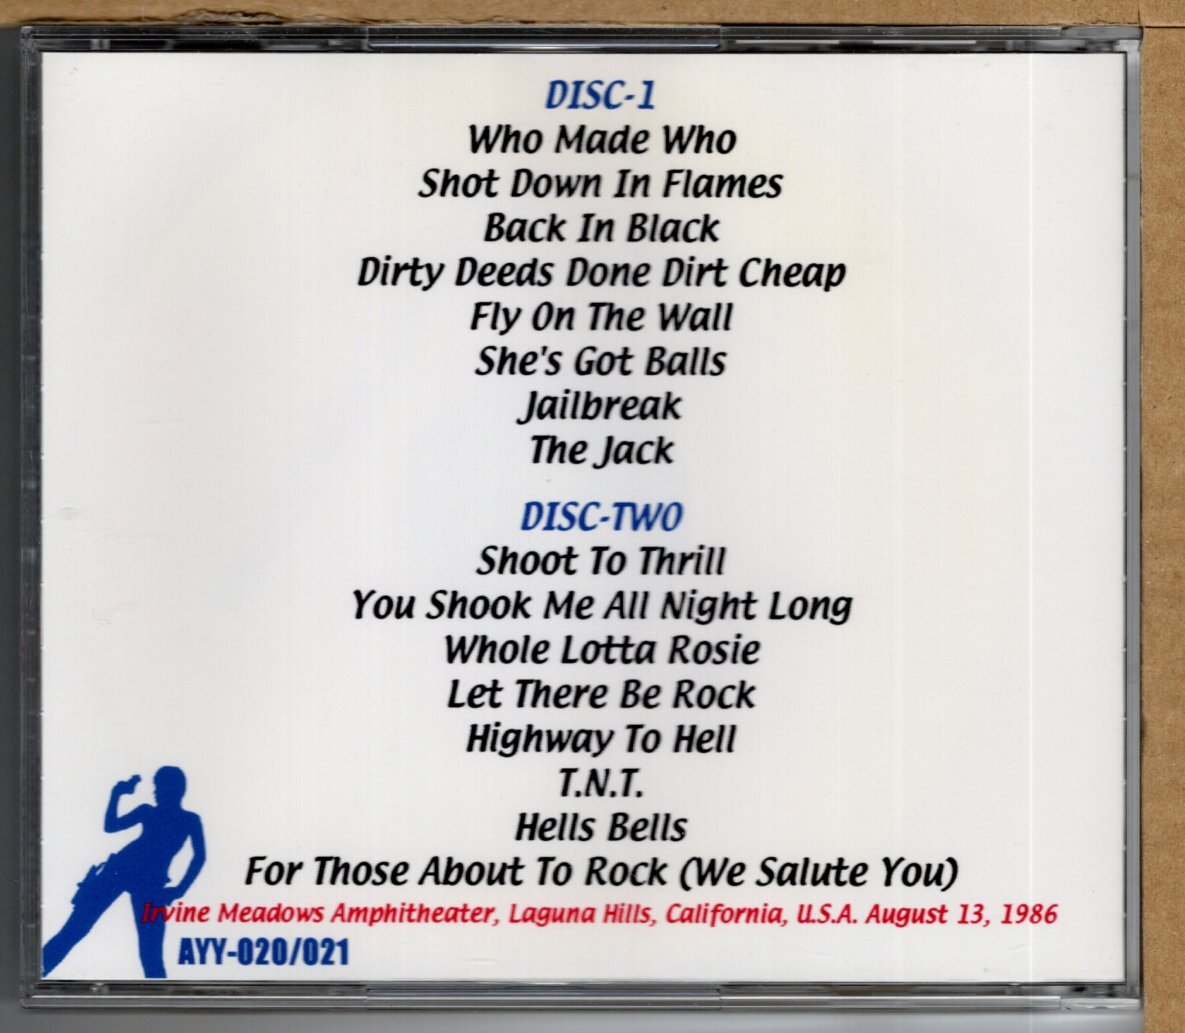 DISC-1
Who Made Who
Shot Down In Flames
Back In Black
Dirty Deeds Done Dirt Cheap
Fly On The Wall
She's Got Balls
Jailbreak
The Jack
DISC-TWO
Shoot To Thrill
You Shook Me All Night Long
Whole Lotta Rosie
Let There Be Rock
Highway To Hell
T.N.T.
Hells Bells
For Those About To Rock (We Salute You)
Irvine Meadows Amphitheater, Laguna Hills, California, U.S.A. August 13, 1986
AYY-020/021